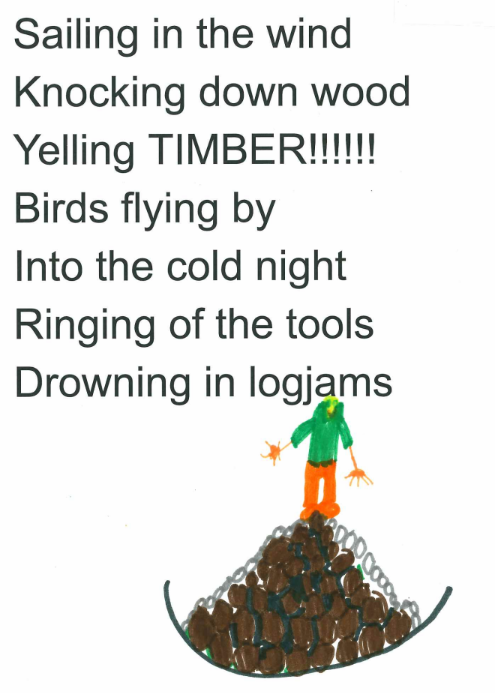 Sailing in the wind
Knocking down wood
Yelling TIMBER!!!!!!
Birds flying by
Into the cold night
Ringing of the tools
Drowning in logjams